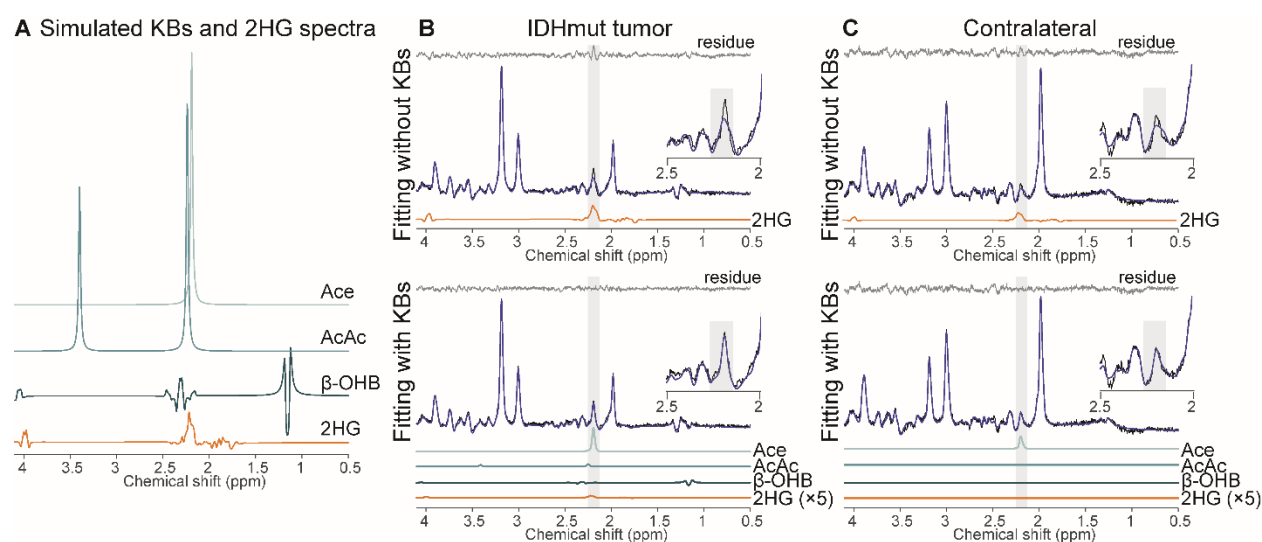 A Simulated KBs and 2HG spectra
Ace
AcAc
β-OHB
2HG
4 3.5 3 2.5 2 1.5 1 0.5
Chemical shift (ppm)
B IDHmut tumor
Fitting without KBs
residue
2.5 2
2HG
4 3.5 3 2.5 2 1.5 1 0.5
Chemical shift (ppm)
Fitting with KBs
residue
2.5 2
Ace
AcAc
β-OHB
2HG (×5)
4 3.5 3 2.5 2 1.5 1 0.5
Chemical shift (ppm)
C Contralateral
Fitting without KBs
residue
2.5 2
2HG
4 3.5 3 2.5 2 1.5 1 0.5
Chemical shift (ppm)
Fitting with KBs
residue
2.5 2
Ace
AcAc
β-OHB
2HG (×5)
4 3.5 3 2.5 2 1.5 1 0.5
Chemical shift (ppm)